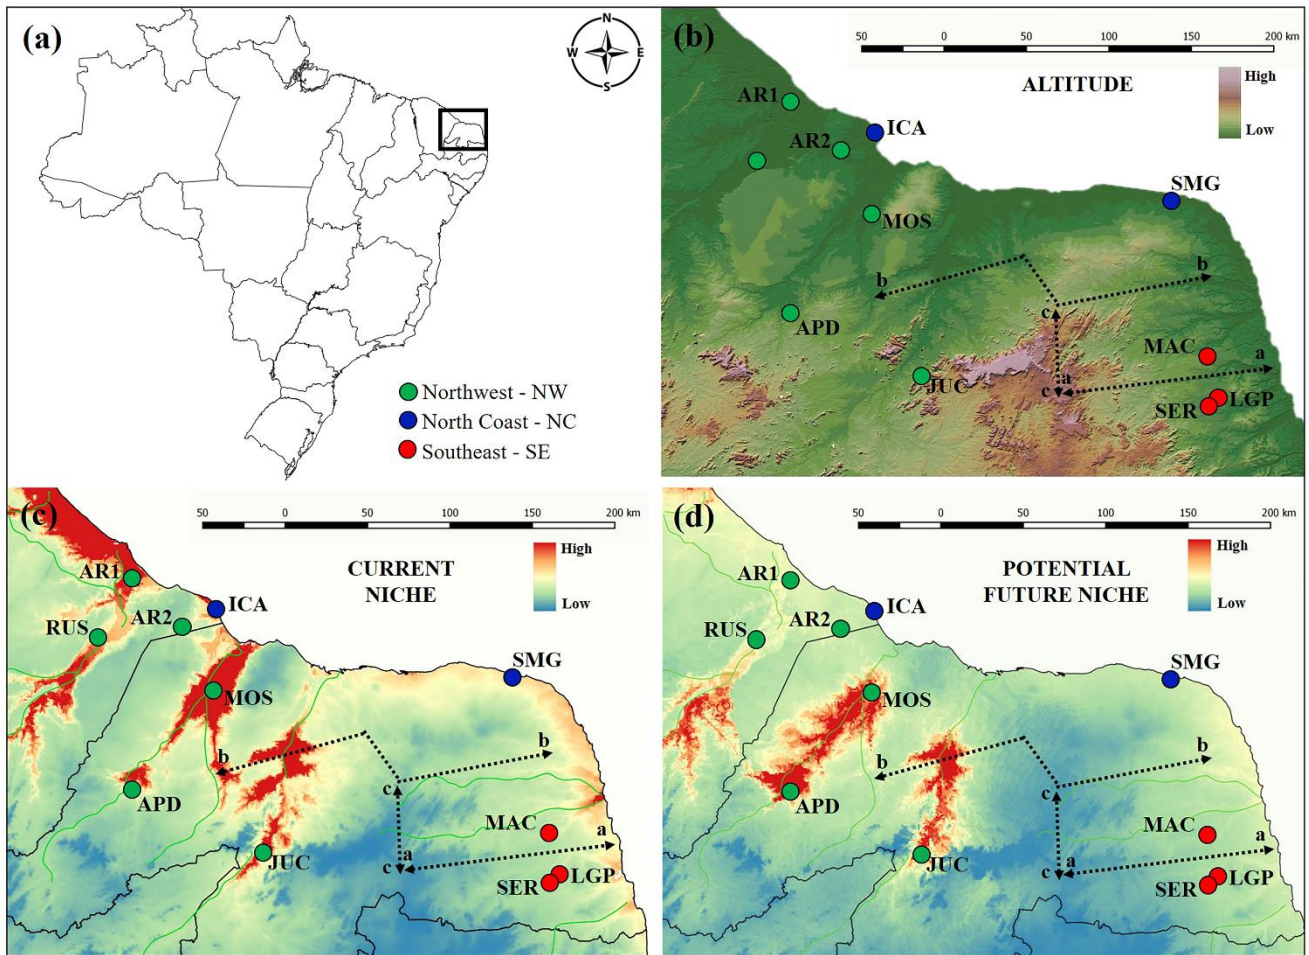 (a)
N
W E
S
Northwest - NW
North Coast - NC
Southeast - SE
(b)
50 0 50 100 150 200 km
ALTITUDE
High
Low
AR1
ICA
AR2
SMG
MOS
b
b
APD
c
MAC
a
JUC
a
c
LGP
SER
(c)
50 0 50 100 150 200 km
CURRENT
NICHE
High
Low
AR1
ICA
RUS
AR2
SMG
MOS
b
b
APD
c
MAC
a
JUC
a
c
LGP
SER
(d)
50 0 50 100 150 200 km
POTENTIAL
FUTURE NICHE
High
Low
AR1
ICA
RUS
AR2
SMG
MOS
b
b
APD
c
MAC
a
JUC
a
c
LGP
SER